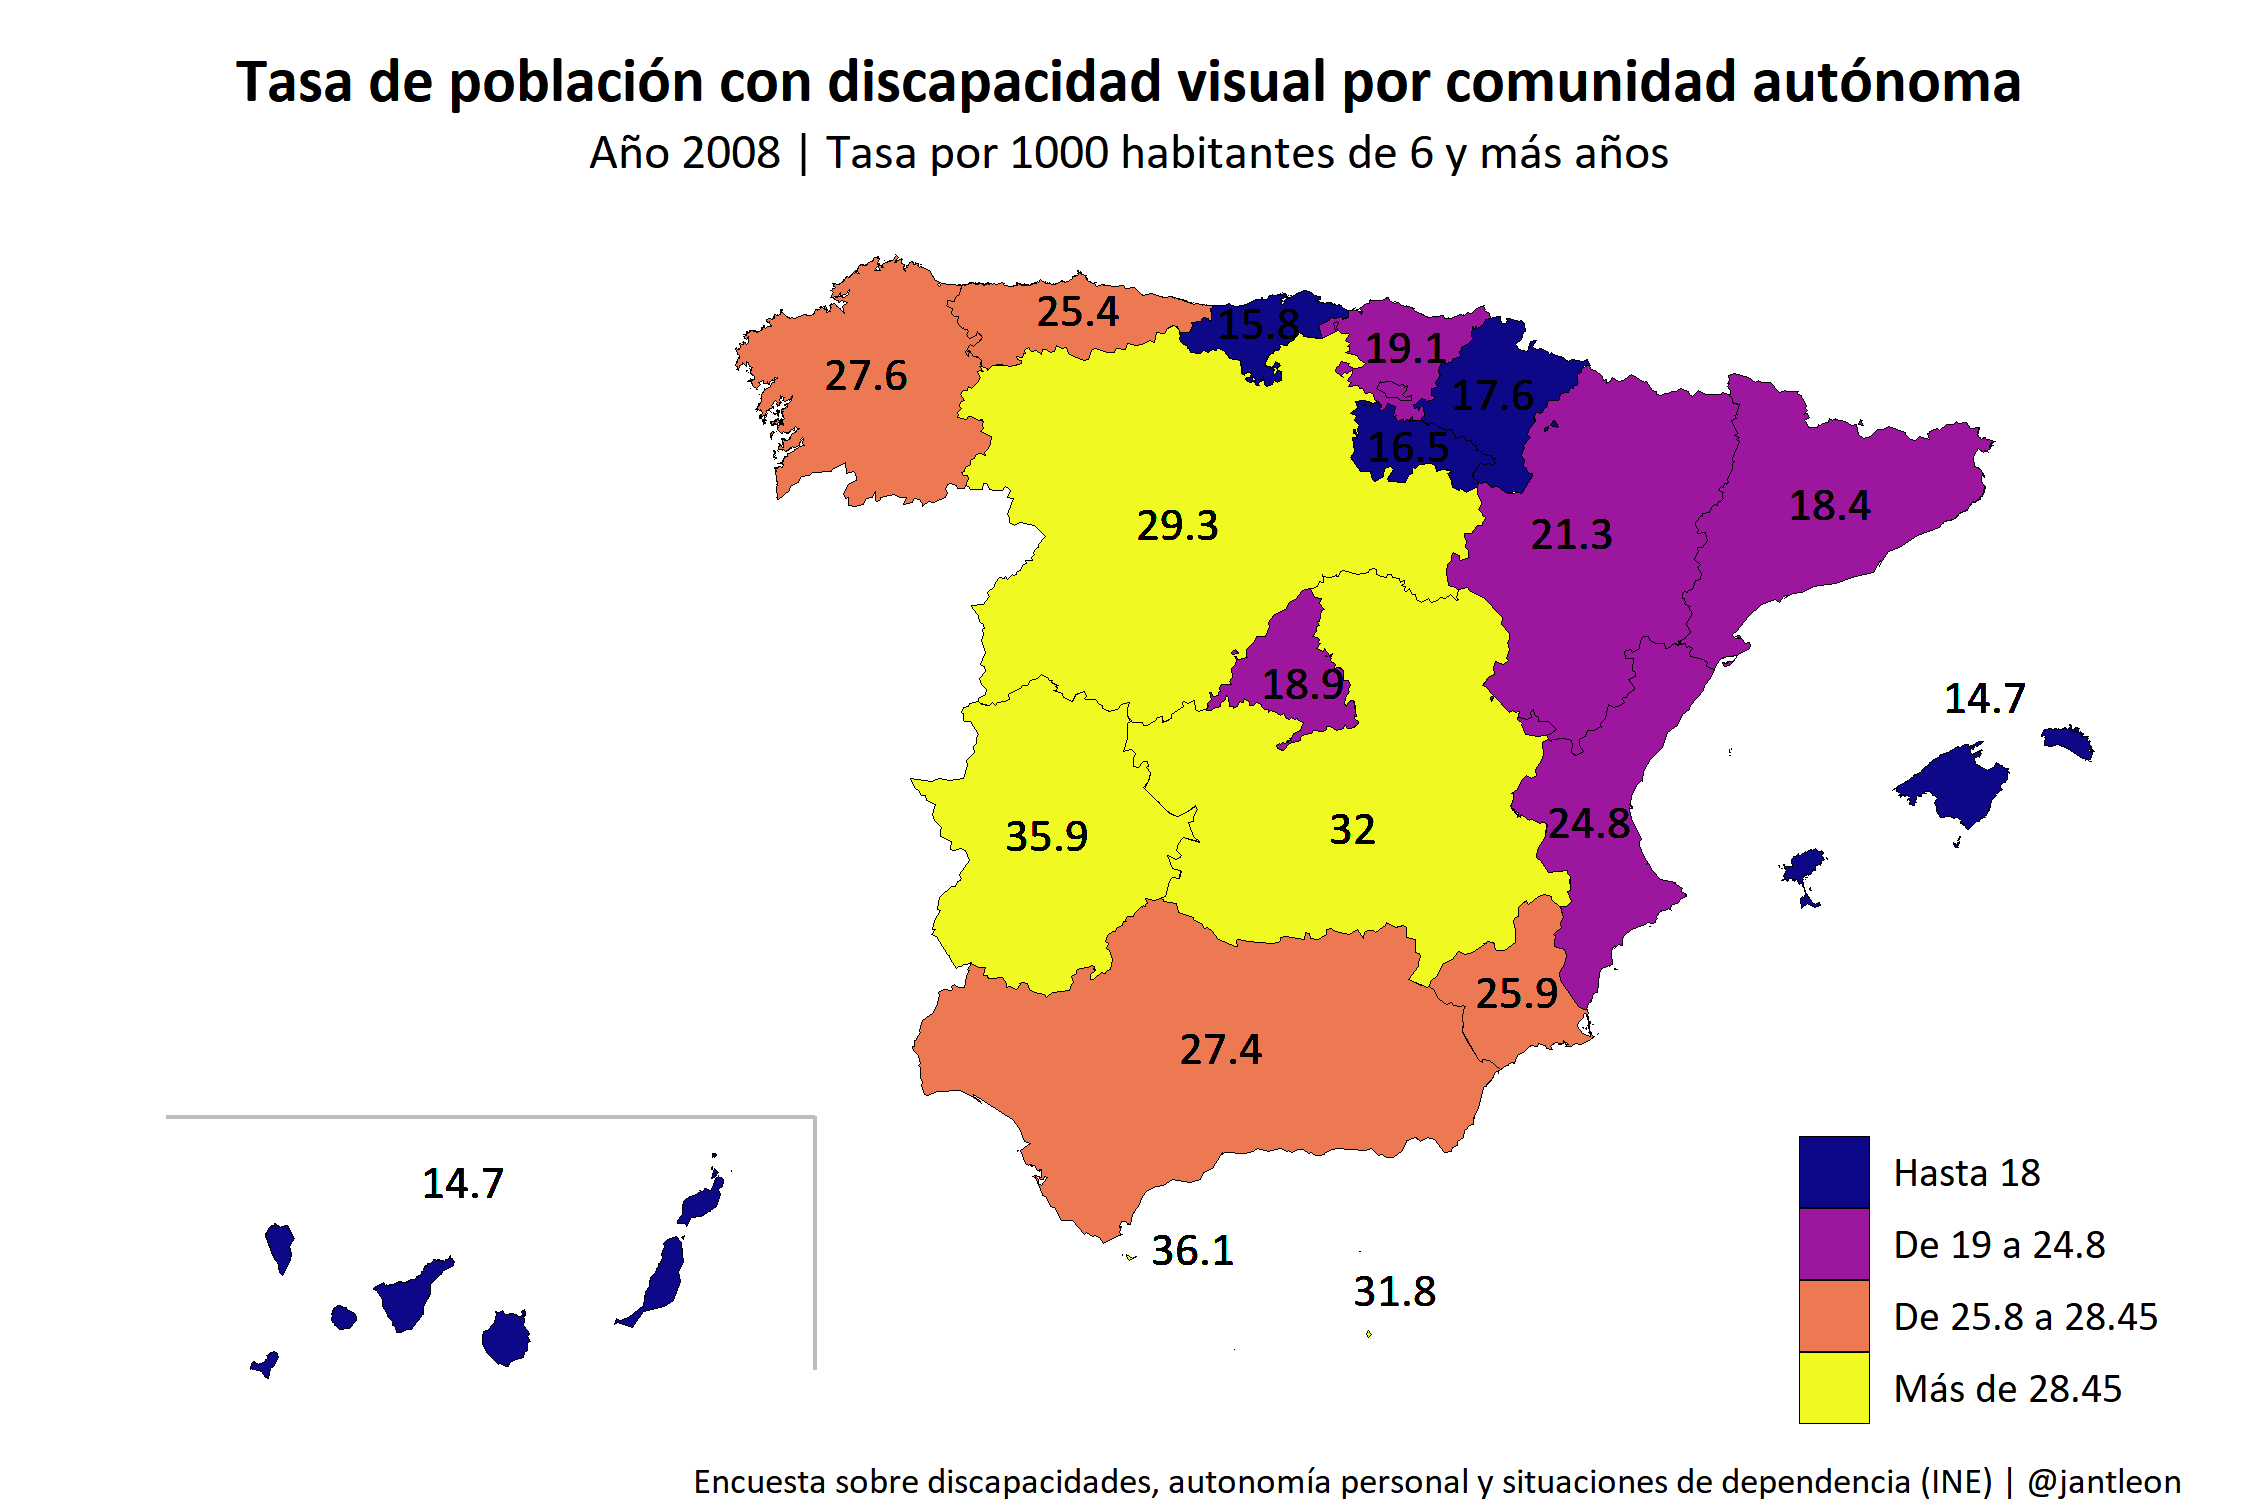 Tasa de población con discapacidad visual por comunidad autónoma
Año 2008 | Tasa por 1000 habitantes de 6 y más años
25.4
15.8
19.1
27.6
17.6
16.5
18.4
29.3
21.3
18.9
14.7
24.8
32
35.9
25.9
27.4
14.7
36.1
31.8
Hasta 18
De 19 a 24.8
De 25.8 a 28.45
Más de 28.45
Encuesta sobre discapacidades, autonomía personal y situaciones de dependencia (INE) | @jantleon